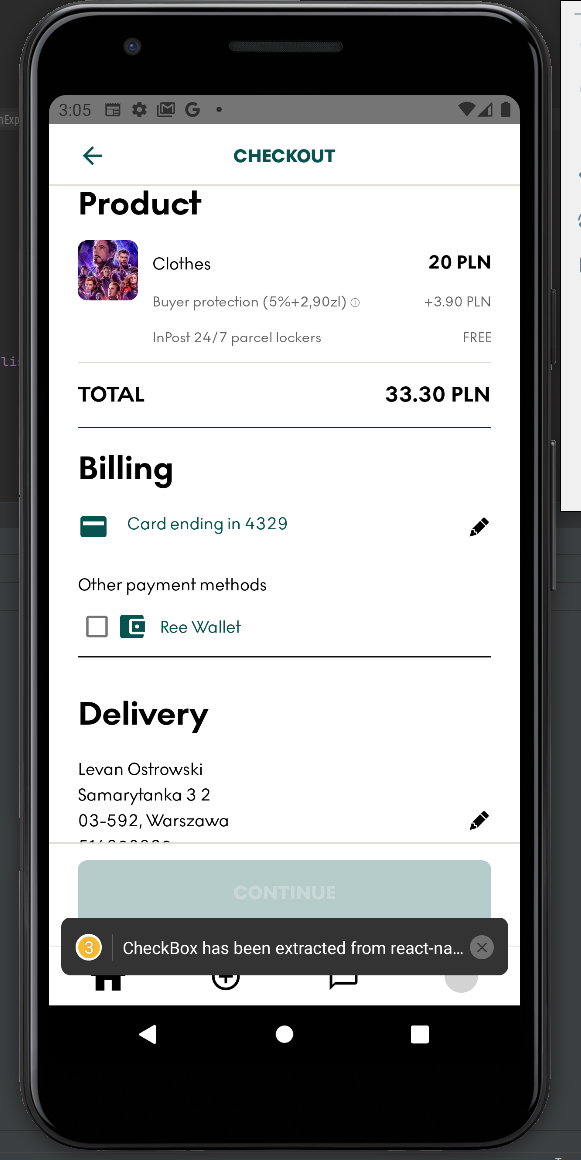 3:05
CHECKOUT
Product
Clothes 20 PLN
Buyer protection (5%+2,90zl) +3.90 PLN
InPost 24/7 parcel lockers FREE
TOTAL 33.30 PLN
Billing
Card ending in 4329
Other payment methods
Ree Wallet
Delivery
Levan Ostrowski
Samarytanka 3 2
03-592, Warszawa
CONTINUE
3 CheckBox has been extracted from react-na...